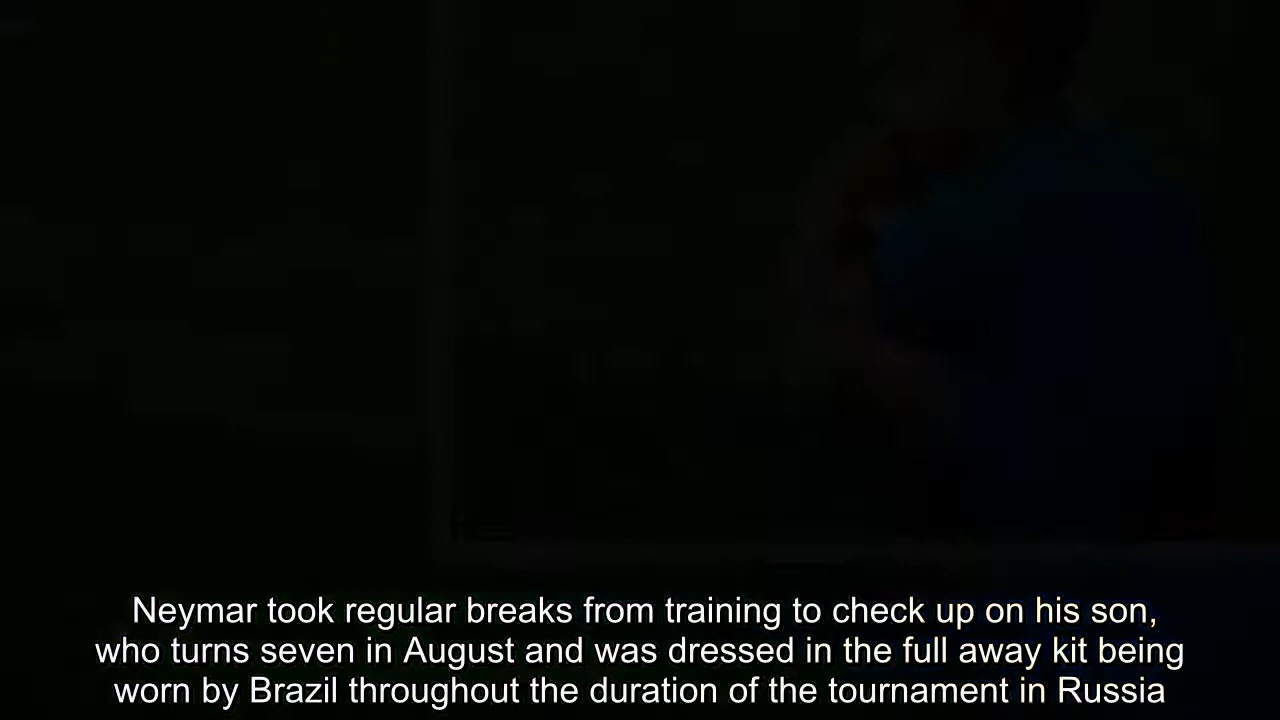 Neymar took regular breaks from training to check up on his son,
who turns seven in August and was dressed in the full away kit being
worn by Brazil throughout the duration of the tournament in Russia